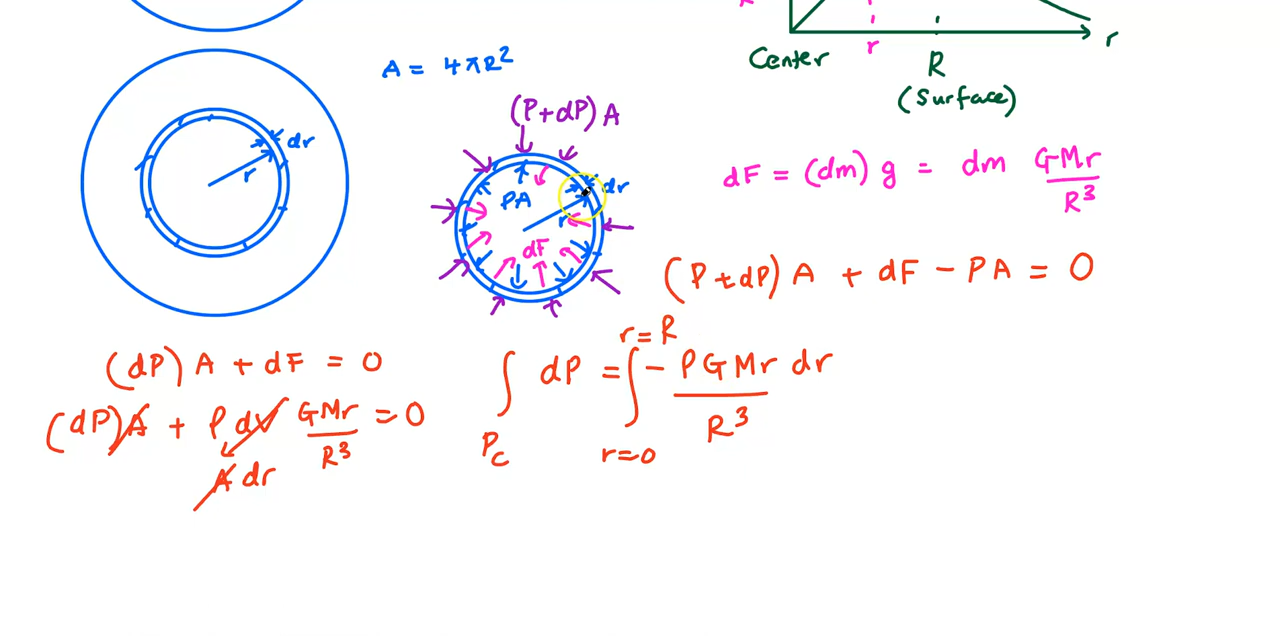 Center
r
r
R
(Surface)
A = 4πR²
dr
r
(P+dP) A
PA
dr
r
dF
dF = (dm) g = dm GMr/R³
(P+dP) A + dF - PA = 0
(dP) A + dF = 0
(dP) A + ρ dV GMr/R³ = 0
A dr
r=R
∫ dP = ∫ - ρGMr dr/R³
P_C
r=0